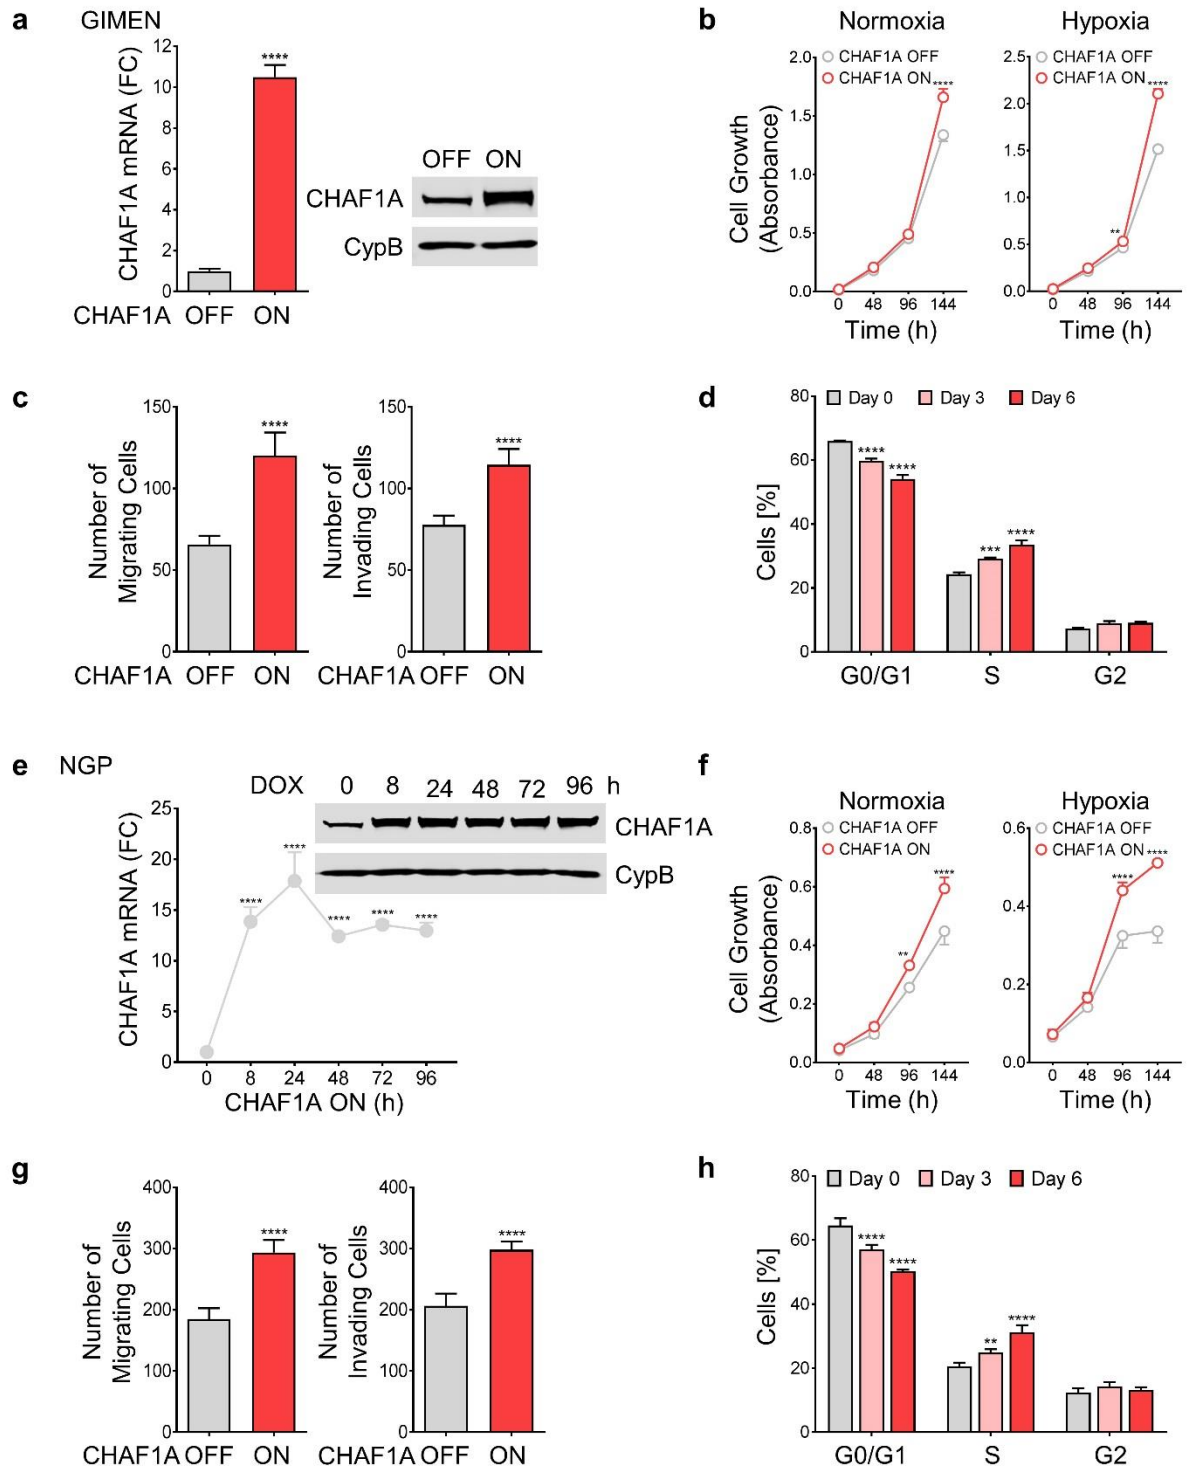 a GIMEN
CHAF1A mRNA (FC)
12
10
8
6
4
2
0
****
CHAF1A OFF ON
OFF ON
CHAF1A
CypB
b
Normoxia
CHAF1A OFF
CHAF1A ON
****
Cell Growth
(Absorbance)
2.0
1.5
1.0
0.5
0.0
0 48 96 144
Time (h)
Hypoxia
CHAF1A OFF
CHAF1A ON
****
**
2.5
2.0
1.5
1.0
0.5
0.0
0 48 96 144
Time (h)
c
Number of
Migrating Cells
150
100
50
0
****
CHAF1A OFF ON
Number of
Invading Cells
150
100
50
0
****
CHAF1A OFF ON
d
Day 0 Day 3 Day 6
Cells [%]
80
60
40
20
0
**** ****
*** ****
G0/G1 S G2
e NGP
DOX 0 8 24 48 72 96 h
CHAF1A
CypB
CHAF1A mRNA (FC)
25
20
15
10
5
0
**** **** **** **** ****
0 8 24 48 72 96
CHAF1A ON (h)
f
Normoxia
CHAF1A OFF
CHAF1A ON
**
****
Cell Growth
(Absorbance)
0.8
0.6
0.4
0.2
0.0
0 48 96 144
Time (h)
Hypoxia
CHAF1A OFF
CHAF1A ON
****
****
0.6
0.4
0.2
0.0
0 48 96 144
Time (h)
g
Number of
Migrating Cells
400
300
200
100
0
****
CHAF1A OFF ON
Number of
Invading Cells
400
300
200
100
0
****
CHAF1A OFF ON
h
Day 0 Day 3 Day 6
Cells [%]
80
60
40
20
0
**** ****
** ****
G0/G1 S G2